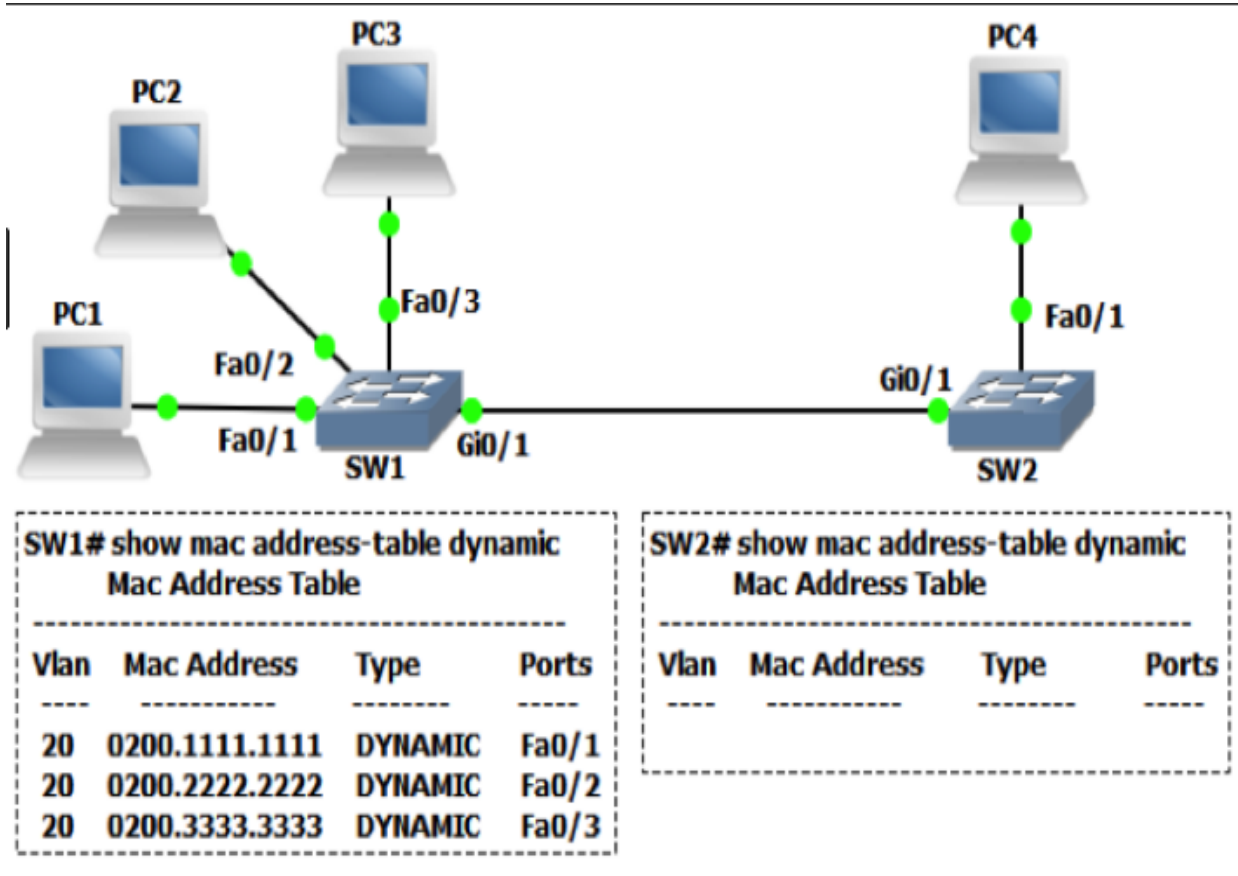 PC3
PC4
PC2
PC1
Fa0/3
Fa0/1
Fa0/2
Gi0/1
Fa0/1
Gi0/1
SW1
SW2
SW1# show mac address-table dynamic
Mac Address Table
-------------------------------------------
Vlan Mac Address Type Ports
---- ----------- -------- -----
20 0200.1111.1111 DYNAMIC Fa0/1
20 0200.2222.2222 DYNAMIC Fa0/2
20 0200.3333.3333 DYNAMIC Fa0/3
SW2# show mac address-table dynamic
Mac Address Table
-------------------------------------------
Vlan Mac Address Type Ports
---- ----------- -------- -----